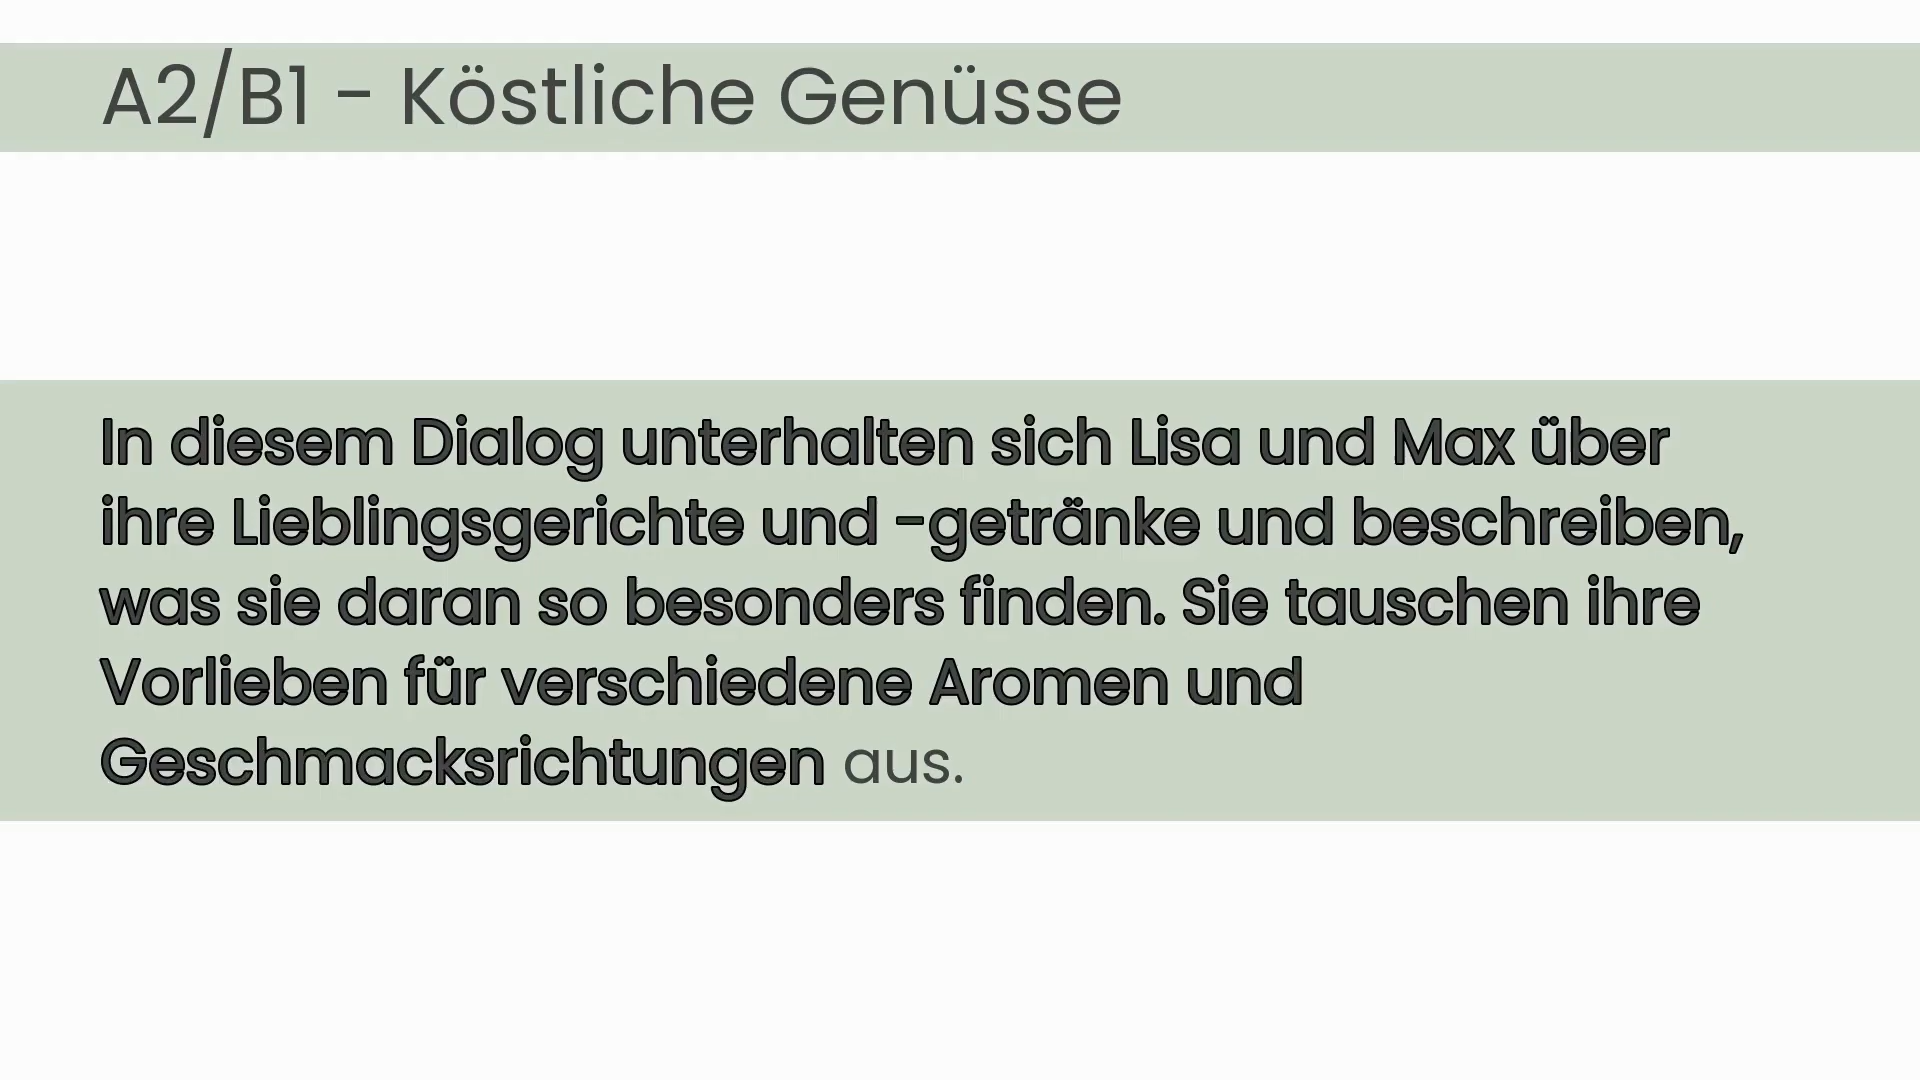 A2/B1 - Köstliche Genüsse
In diesem Dialog unterhalten sich Lisa und Max über
ihre Lieblingsgerichte und -getränke und beschreiben,
was sie daran so besonders finden. Sie tauschen ihre
Vorlieben für verschiedene Aromen und
Geschmacksrichtungen aus.